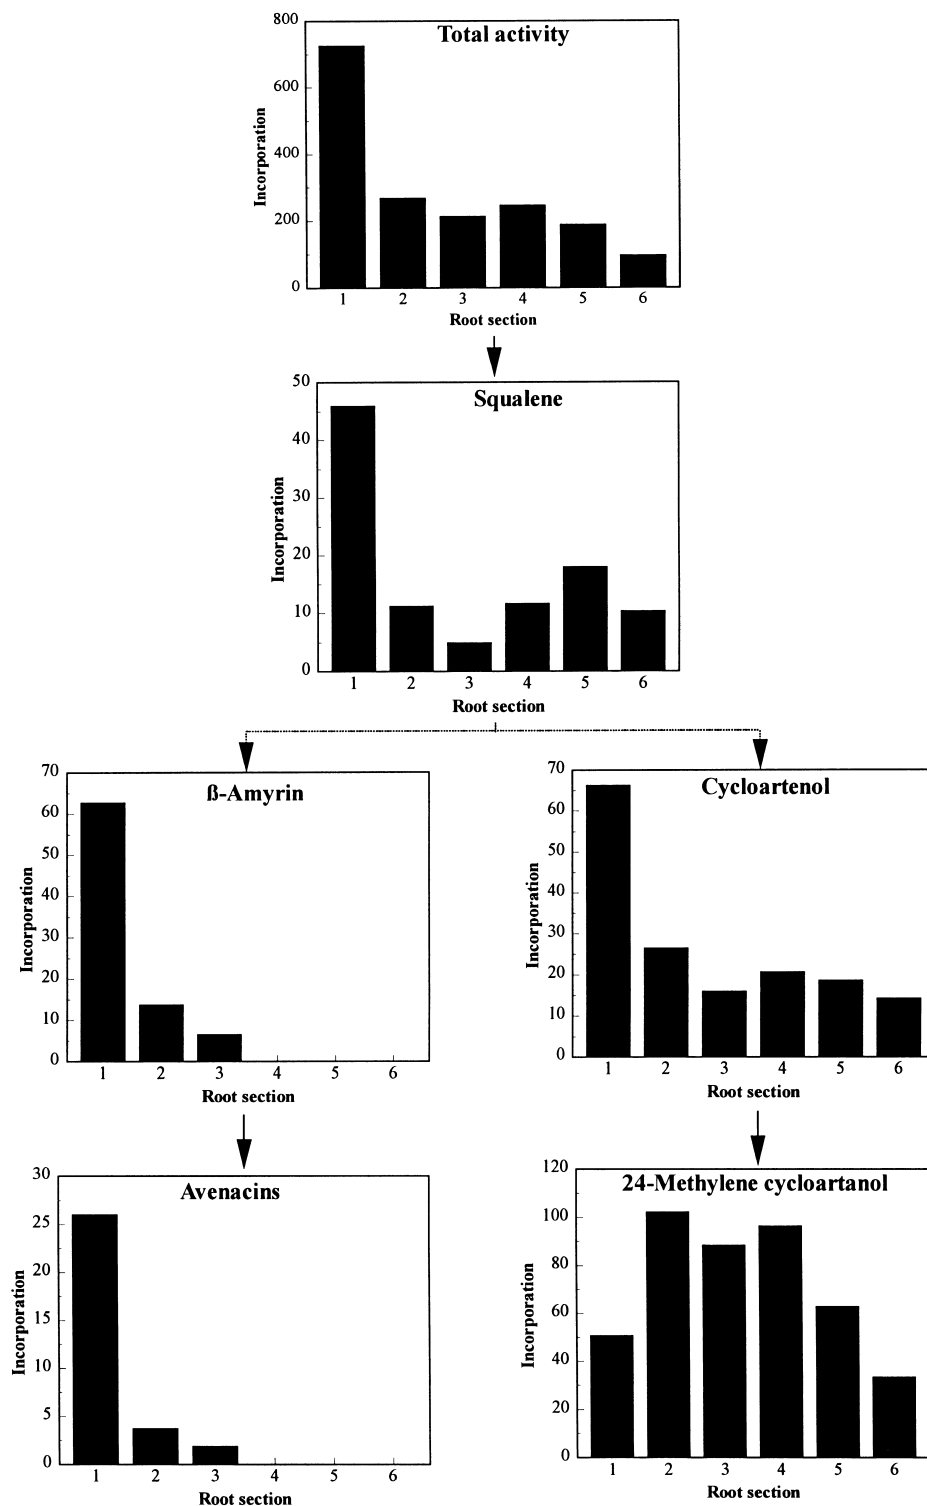 Total activity
800
600
400
200
0
Incorporation
1 2 3 4 5 6
Root section
Squalene
50
40
30
20
10
0
Incorporation
1 2 3 4 5 6
Root section
ß-Amyrin
70
60
50
40
30
20
10
0
Incorporation
1 2 3 4 5 6
Root section
Cycloartenol
70
60
50
40
30
20
10
0
Incorporation
1 2 3 4 5 6
Root section
Avenacins
30
25
20
15
10
5
0
Incorporation
1 2 3 4 5 6
Root section
24-Methylene cycloartanol
120
100
80
60
40
20
0
Incorporation
1 2 3 4 5 6
Root section